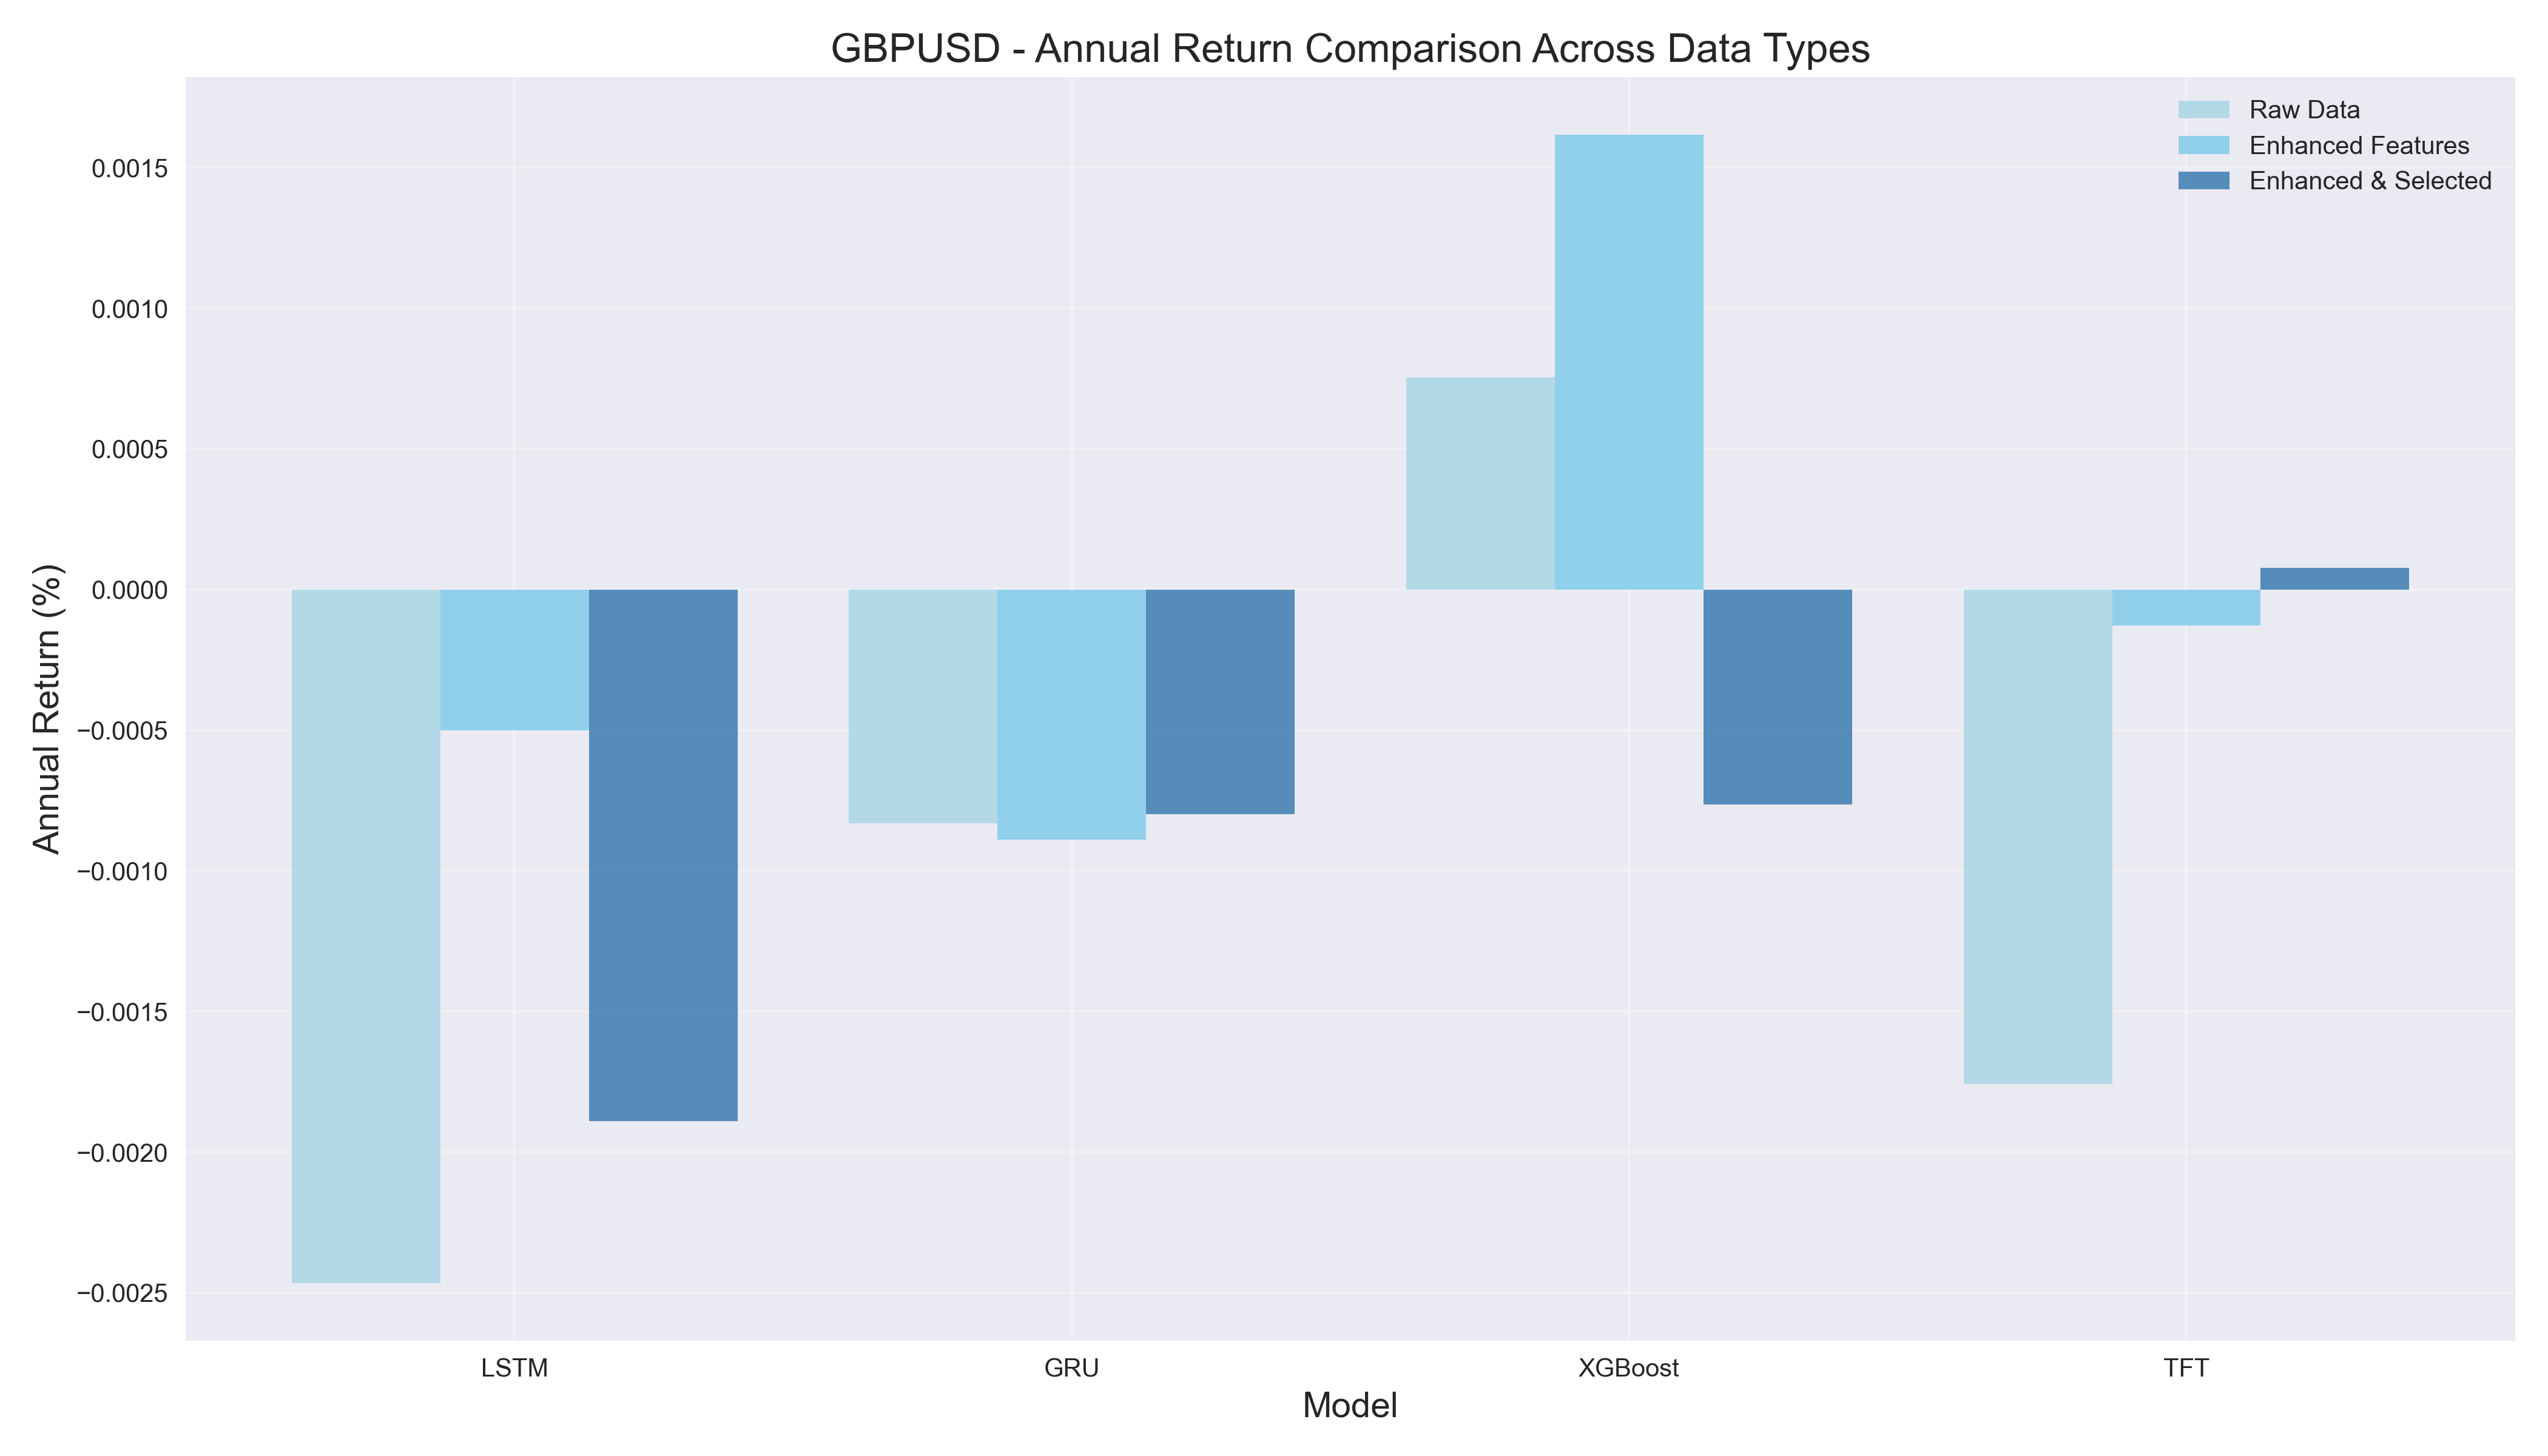 GBPUSD - Annual Return Comparison Across Data Types
Raw Data
Enhanced Features
Enhanced & Selected
Annual Return (%)
0.0015
0.0010
0.0005
0.0000
−0.0005
−0.0010
−0.0015
−0.0020
−0.0025
LSTM
GRU
XGBoost
TFT
Model